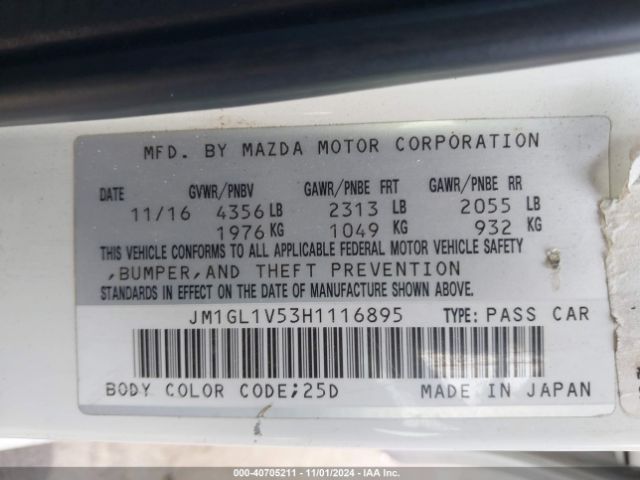 MFD. BY MAZDA MOTOR CORPORATION
DATE GVWR/PNBV GAWR/PNBE FRT GAWR/PNBE RR
11/16 4356 LB 2313 LB 2055 LB
1976 KG 1049 KG 932 KG
THIS VEHICLE CONFORMS TO ALL APPLICABLE FEDERAL MOTOR VEHICLE SAFETY
,BUMPER,AND THEFT PREVENTION
STANDARDS IN EFFECT ON THE DATE OF MANUFACTURE SHOWN ABOVE.
JM1GL1V53H1116895 TYPE: PASS CAR
BODY COLOR CODE;25D MADE IN JAPAN
000-40705211 - 11/01/2024 - IAA Inc.